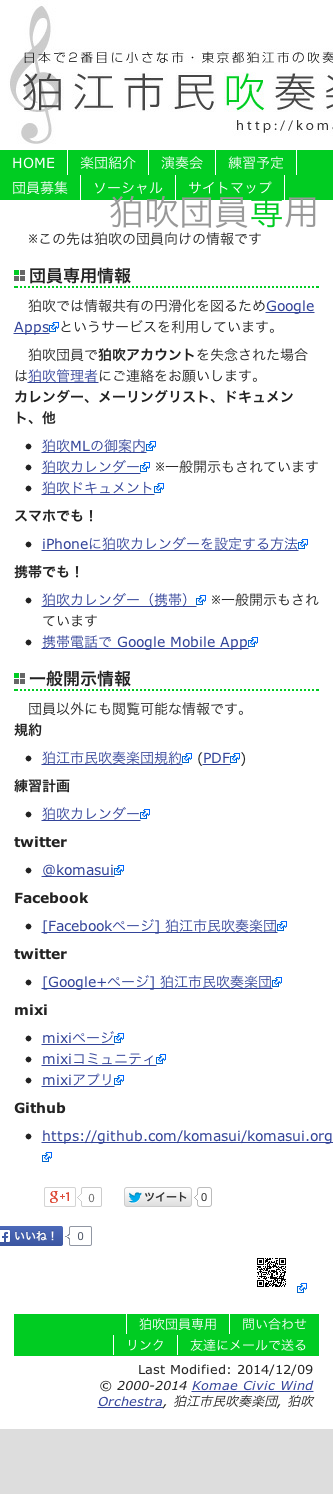 日本で2番目に小さな市・東京都狛江市の吹奏
狛江市民吹奏
http://koma
HOME 楽団紹介 演奏会 練習予定
団員募集 ソーシャル サイトマップ
狛吹団員専用
※この先は狛吹の団員向けの情報です
団員専用情報
狛吹では情報共有の円滑化を図るためGoogle
Appsというサービスを利用しています。
狛吹団員で狛吹アカウントを失念された場合
は狛吹管理者にご連絡をお願いします。
カレンダー、メーリングリスト、ドキュメン
ト、他
狛吹MLの御案内
狛吹カレンダー ※一般開示もされています
狛吹ドキュメント
スマホでも！
iPhoneに狛吹カレンダーを設定する方法
携帯でも！
狛吹カレンダー（携帯） ※一般開示もされ
ています
携帯電話で Google Mobile App
一般開示情報
団員以外にも閲覧可能な情報です。
規約
狛江市民吹奏楽団規約 (PDF)
練習計画
狛吹カレンダー
twitter
@komasui
Facebook
[Facebookページ] 狛江市民吹奏楽団
twitter
[Google+ページ] 狛江市民吹奏楽団
mixi
mixiページ
mixiコミュニティ
mixiアプリ
Github
https://github.com/komasui/komasui.org
g+1 0 ツイート 0
いいね！ 0
狛吹団員専用 問い合わせ
リンク 友達にメールで送る
Last Modified: 2014/12/09
© 2000-2014 Komae Civic Wind
Orchestra, 狛江市民吹奏楽団, 狛吹